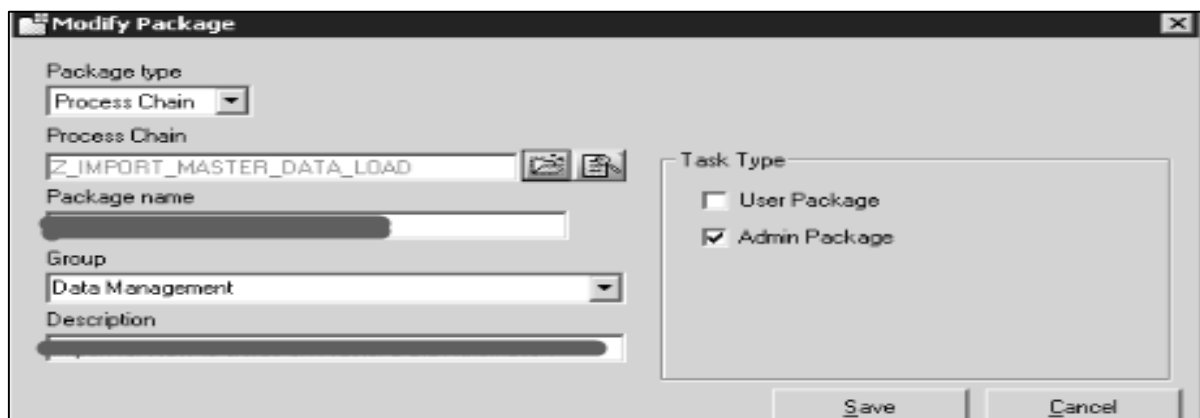 Modify Package
Package type
Process Chain
Process Chain
Z_IMPORT_MASTER_DATA_LOAD
Package name
Group
Data Management
Description
Task Type
User Package
Admin Package
Save
Cancel